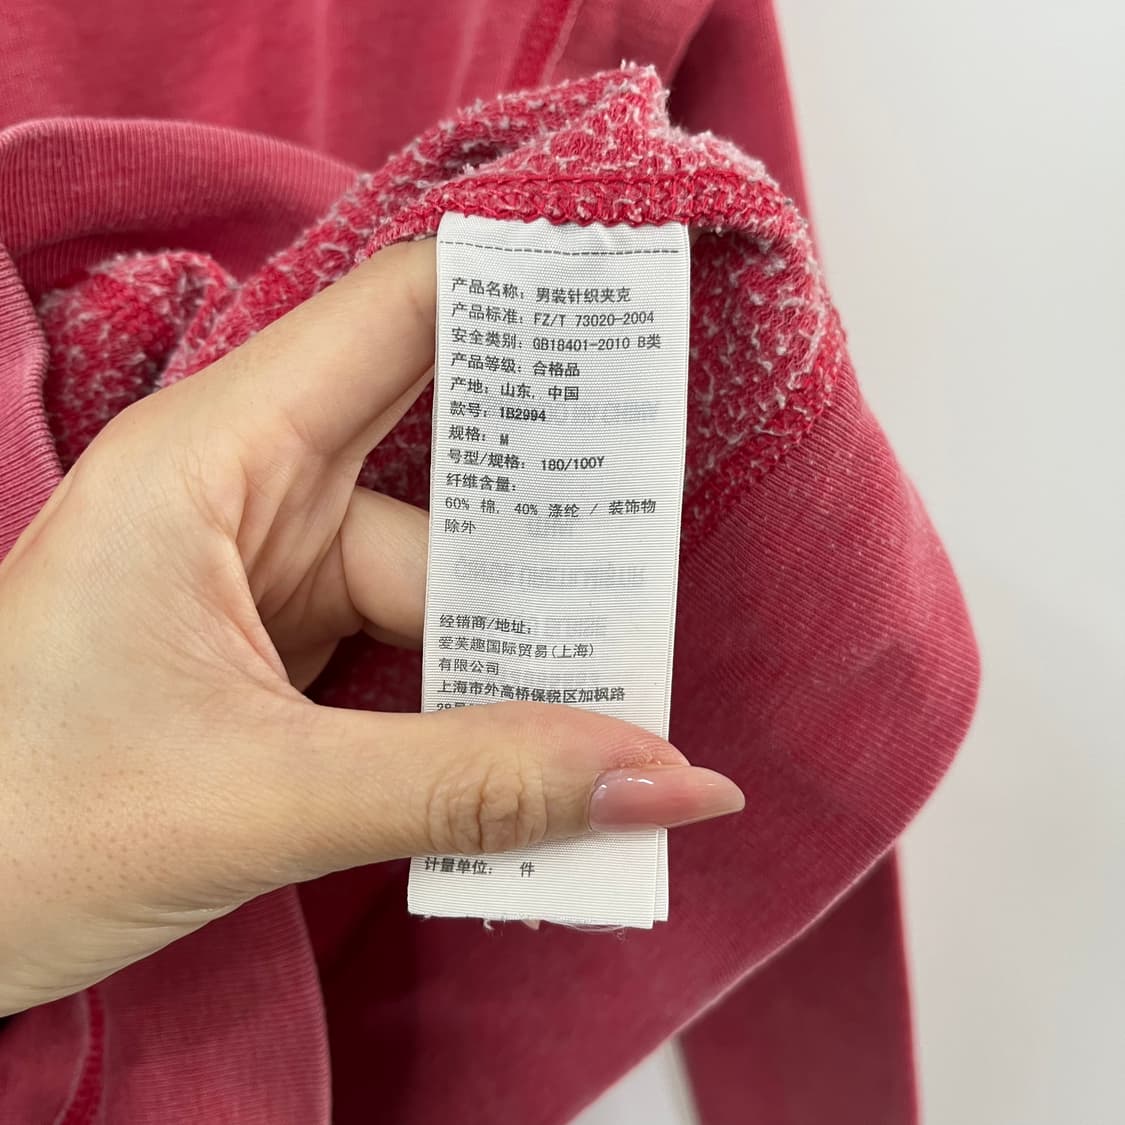 产品名称: 男装针织夹克
产品标准: FZ/T 73020-2004
安全类别: GB18401-2010 B类
产品等级: 合格品
产地: 山东, 中国
款号: 1B2994
规格: M
号型/规格: 180/100Y
纤维含量:
60% 棉, 40% 涤纶 / 装饰物
除外
经销商/地址:
爱芙趣国际贸易(上海)
有限公司
上海市外高桥保税区加枫路
计量单位: 件